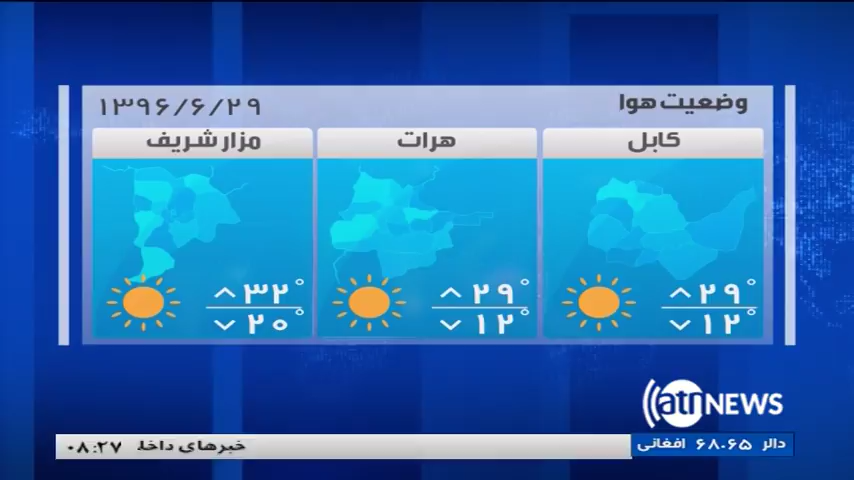 وضعیت هوا
۱۳۹۶/۶/۲۹
کابل
۲۹°
۱۲°
هرات
۲۹°
۱۲°
مزار شریف
۳۲°
۲۰°
atn NEWS
دالر ۶۸.۶۵ افغانی
خبرهای داخل
۰۸:۲۷